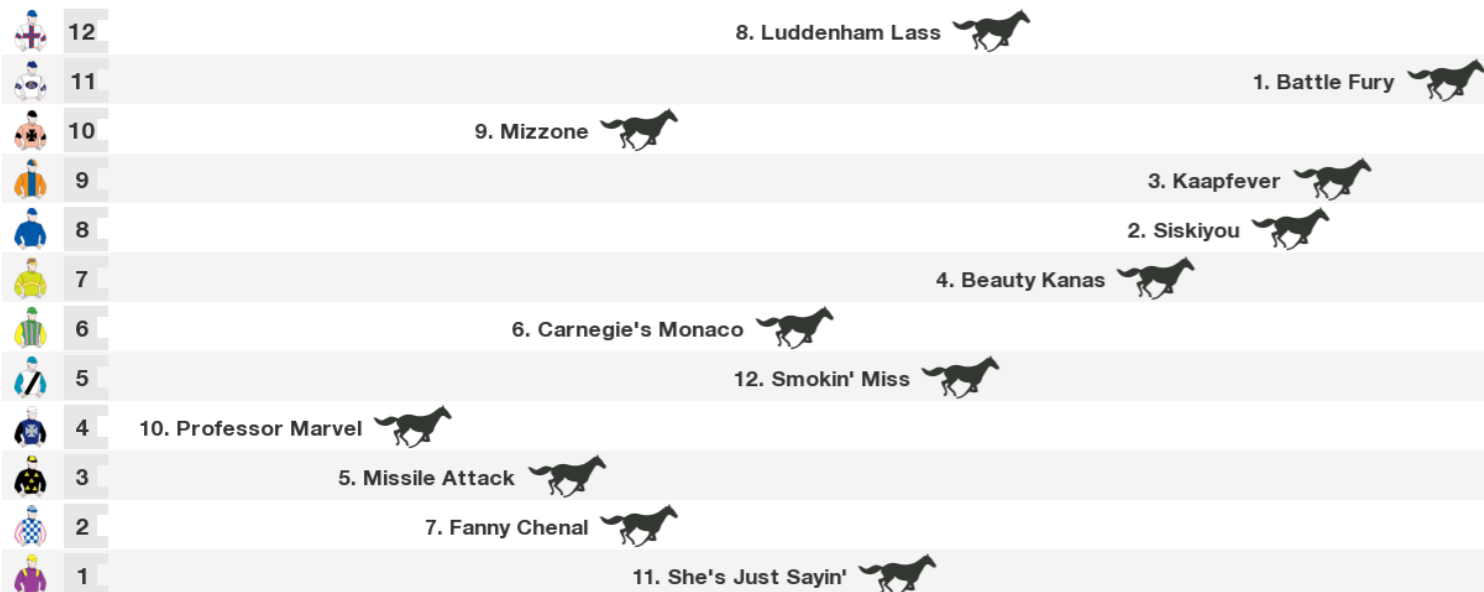 12 8. Luddenham Lass
11 1. Battle Fury
10 9. Mizzone
9 3. Kaapfever
8 2. Siskiyou
7 4. Beauty Kanas
6 6. Carnegie's Monaco
5 12. Smokin' Miss
4 10. Professor Marvel
3 5. Missile Attack
2 7. Fanny Chenal
1 11. She's Just Sayin'